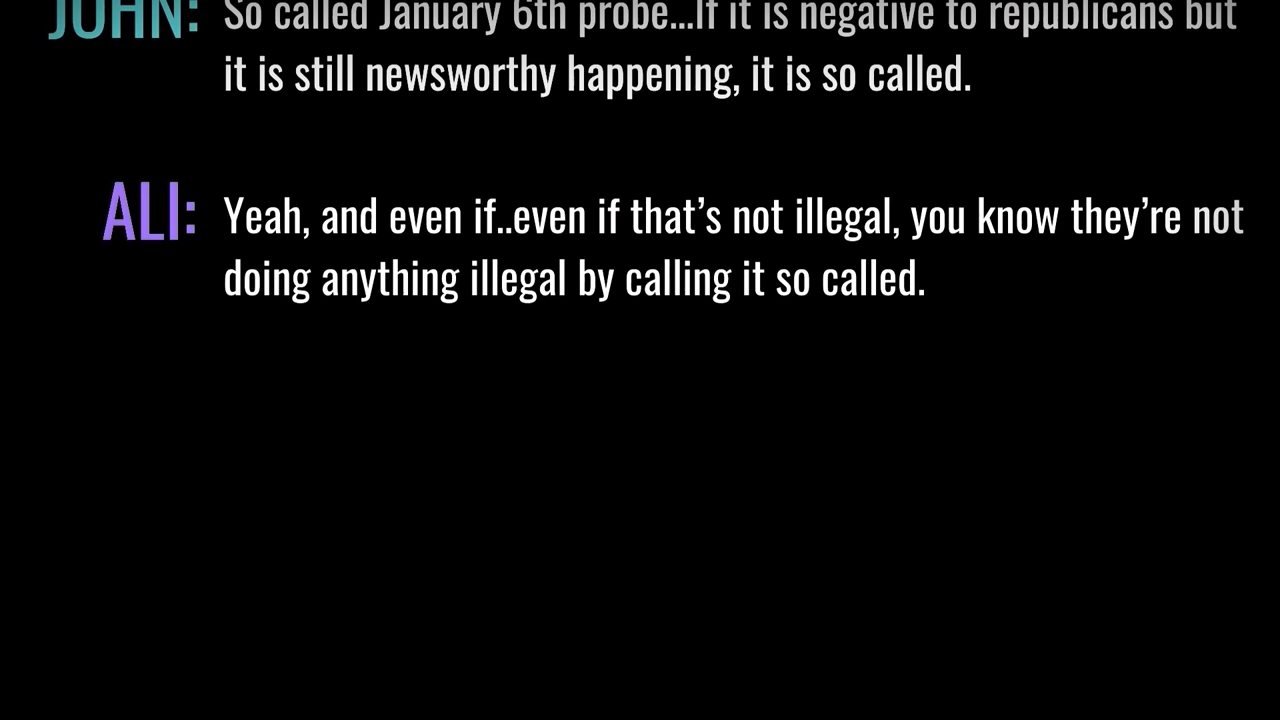 JOHN: So called January 6th probe...If it is negative to republicans but
it is still newsworthy happening, it is so called.
ALI: Yeah, and even if..even if that’s not illegal, you know they’re not
doing anything illegal by calling it so called.